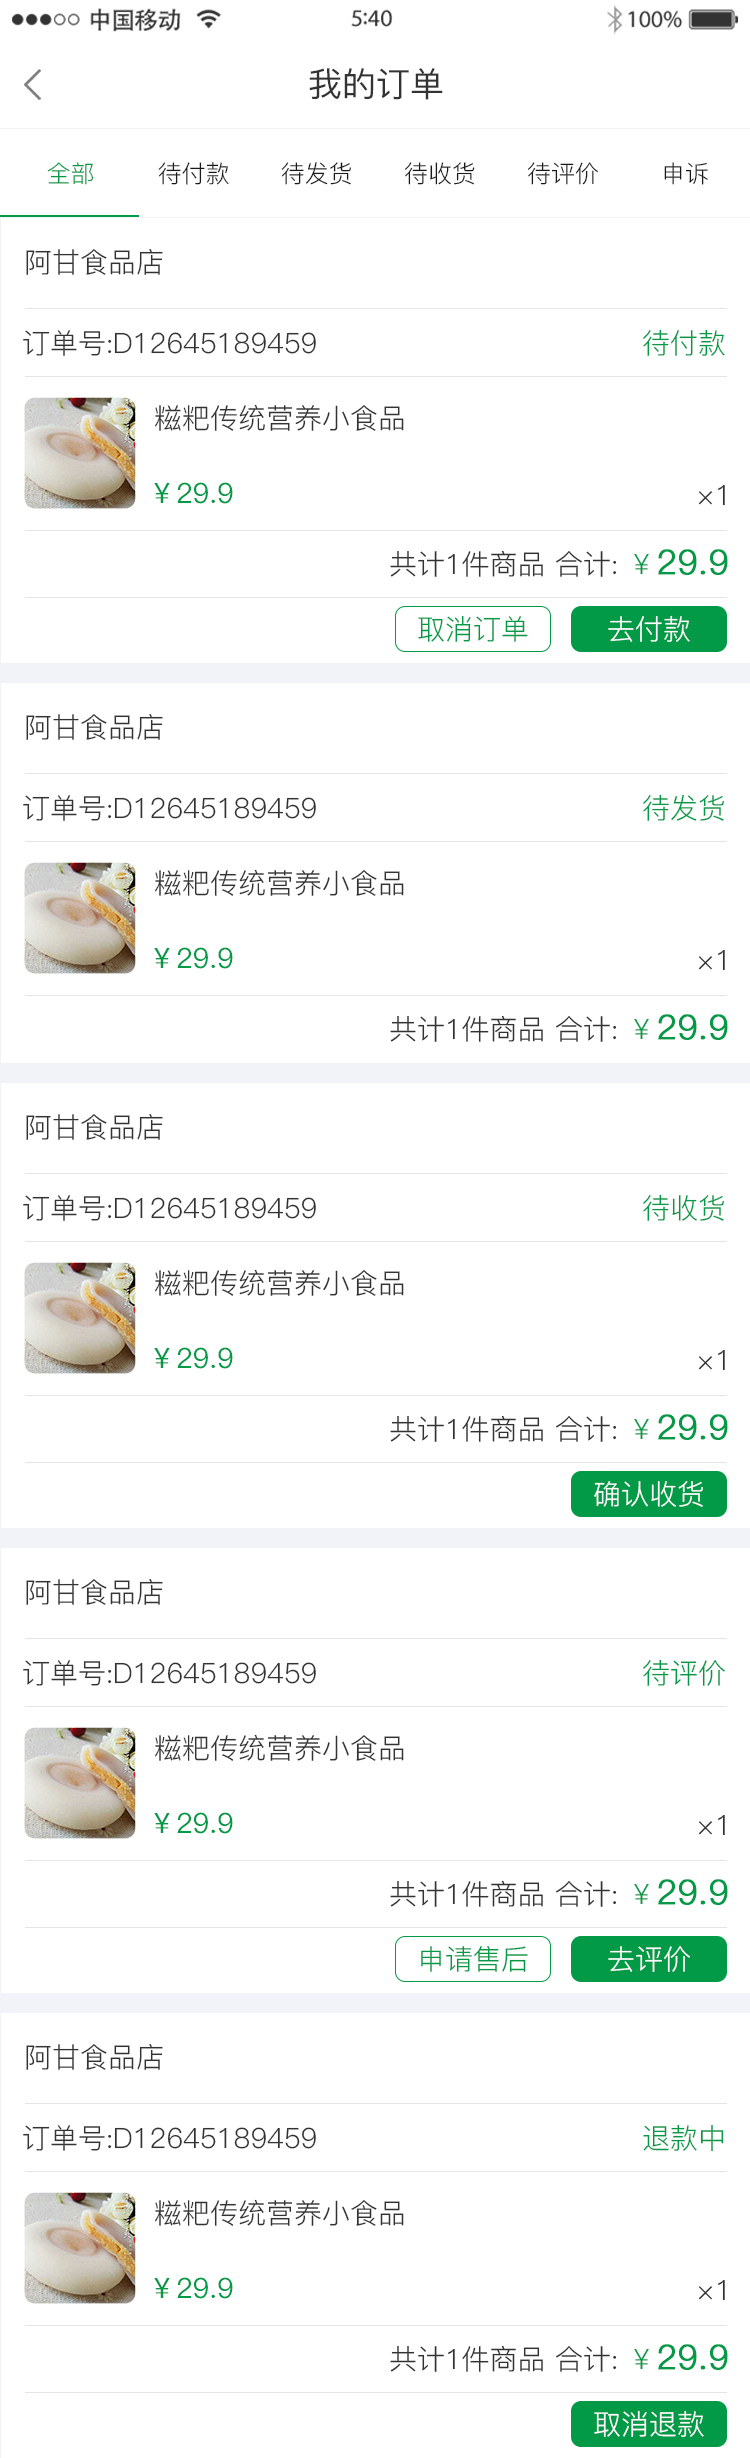 中国移动 5:40 100%
我的订单
全部 待付款 待发货 待收货 待评价 申诉
阿甘食品店
订单号:D12645189459 待付款
糍粑传统营养小食品
¥ 29.9 ×1
共计1件商品 合计: ¥ 29.9
取消订单 去付款
阿甘食品店
订单号:D12645189459 待发货
糍粑传统营养小食品
¥ 29.9 ×1
共计1件商品 合计: ¥ 29.9
阿甘食品店
订单号:D12645189459 待收货
糍粑传统营养小食品
¥ 29.9 ×1
共计1件商品 合计: ¥ 29.9
确认收货
阿甘食品店
订单号:D12645189459 待评价
糍粑传统营养小食品
¥ 29.9 ×1
共计1件商品 合计: ¥ 29.9
申请售后 去评价
阿甘食品店
订单号:D12645189459 退款中
糍粑传统营养小食品
¥ 29.9 ×1
共计1件商品 合计: ¥ 29.9
取消退款